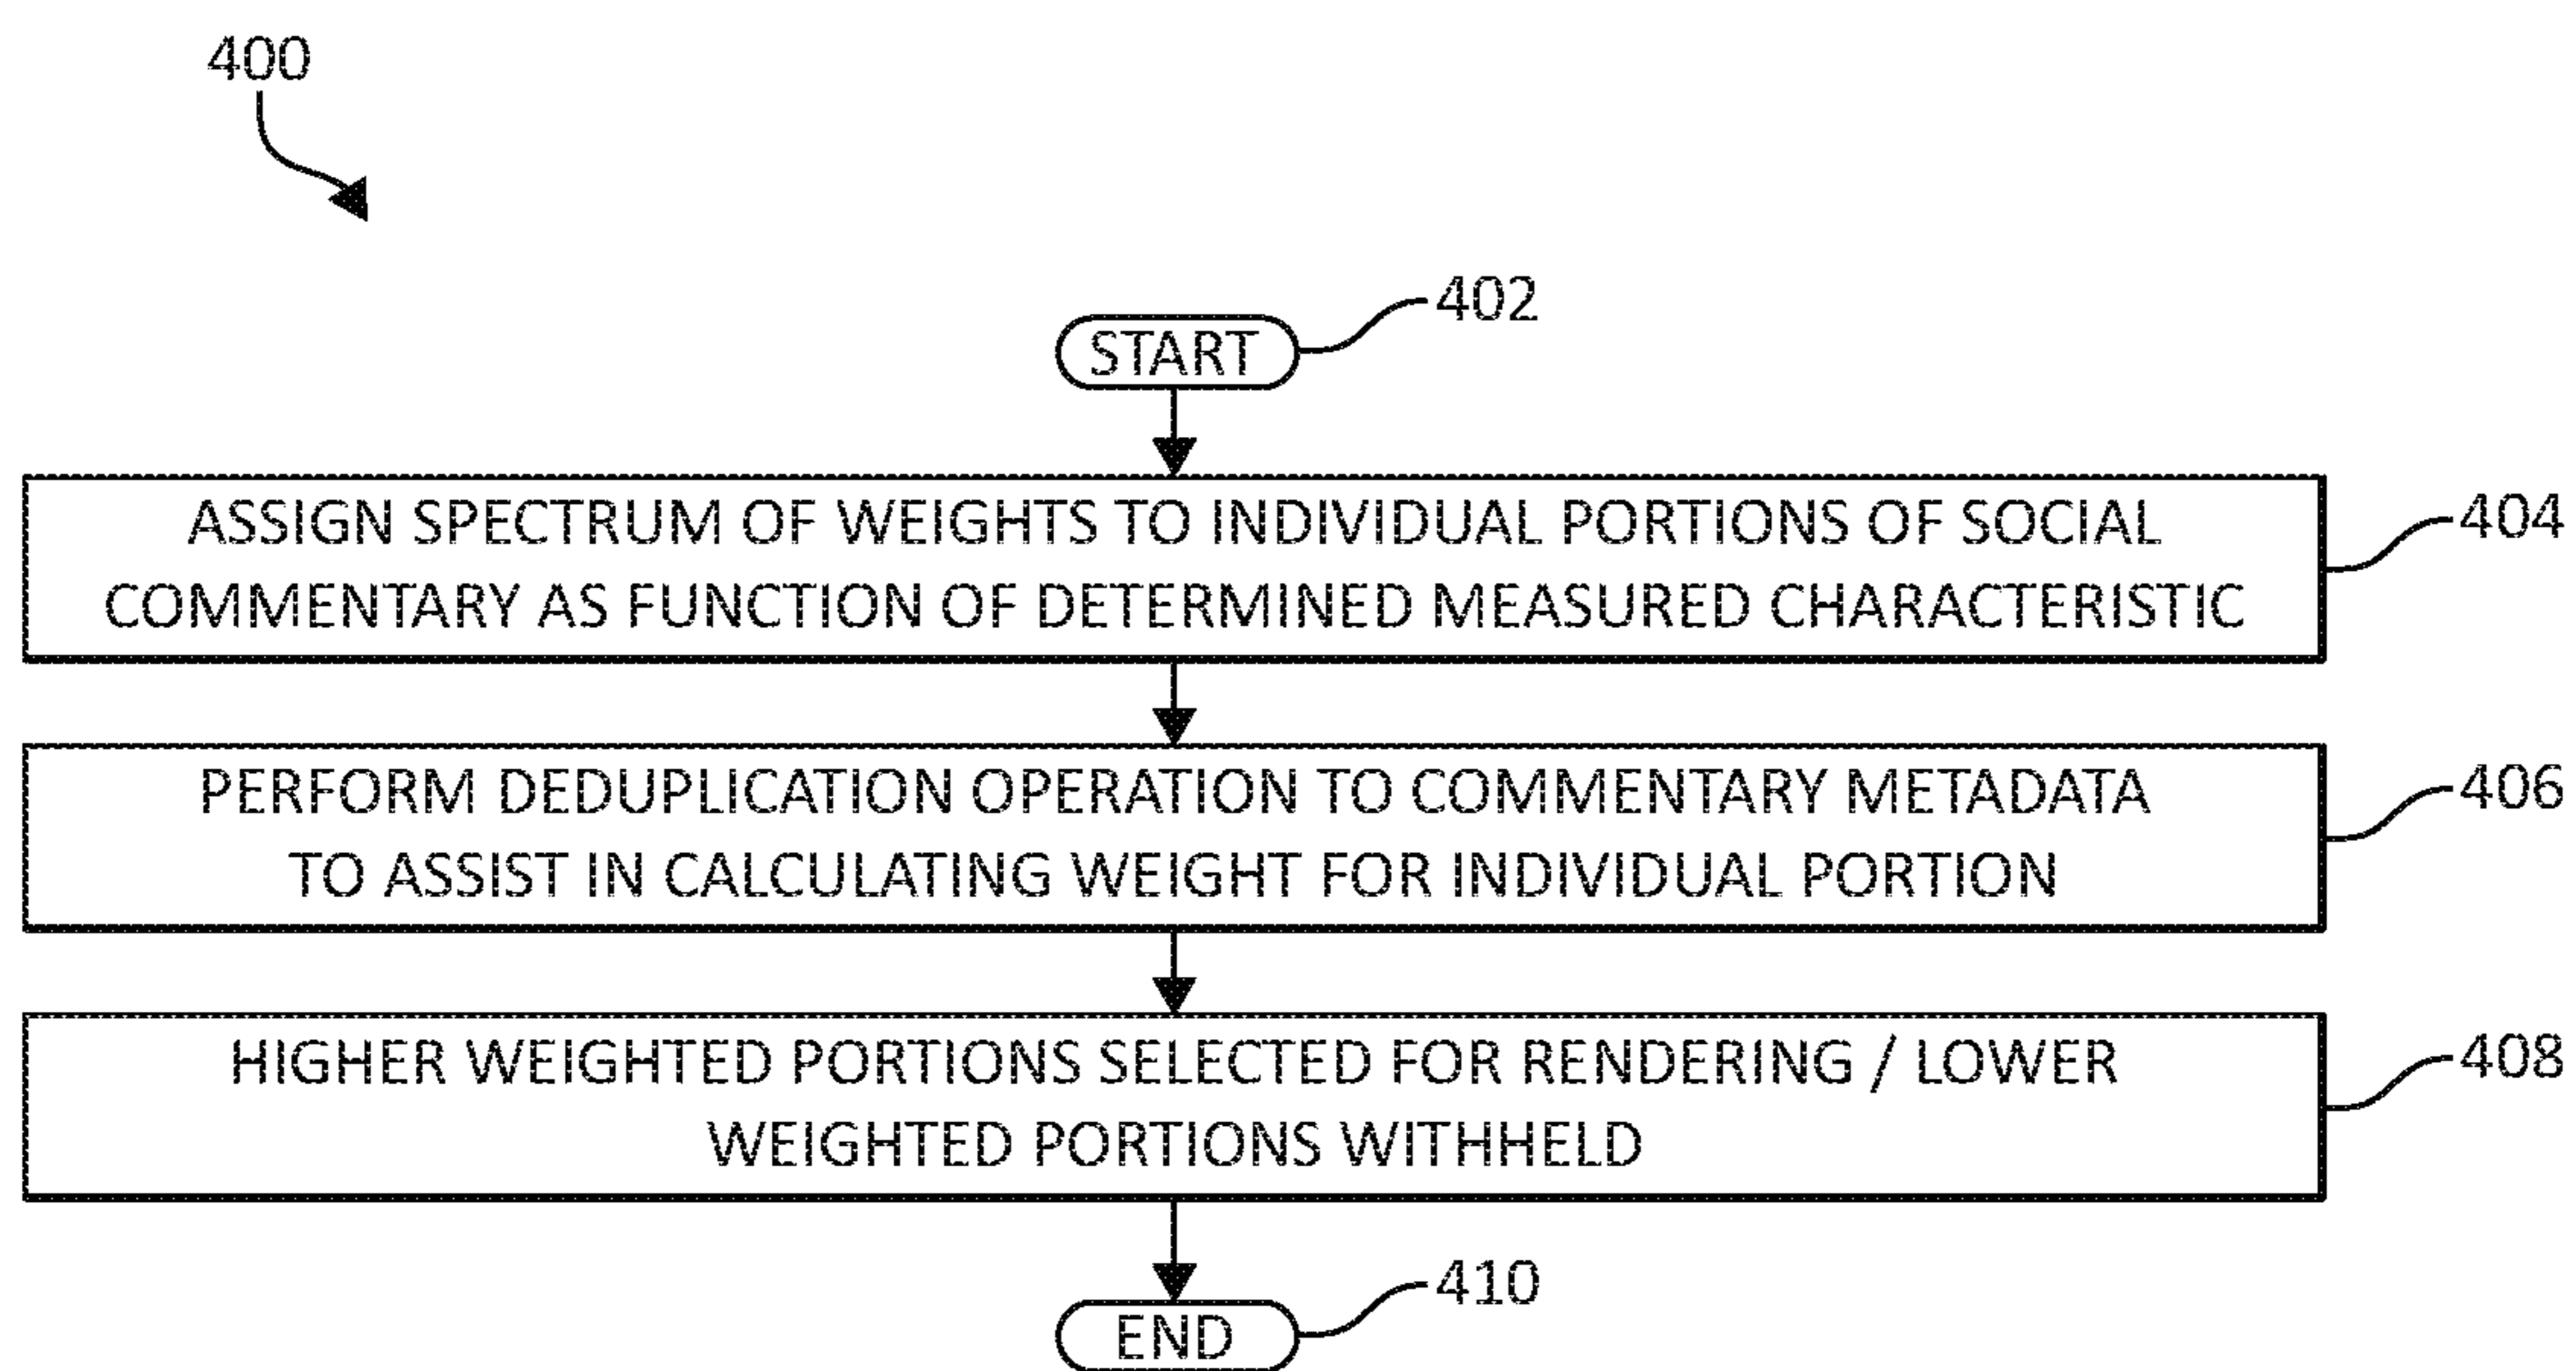 400
402
START
ASSIGN SPECTRUM OF WEIGHTS TO INDIVIDUAL PORTIONS OF SOCIAL
COMMENTARY AS FUNCTION OF DETERMINED MEASURED CHARACTERISTIC
404
PERFORM DEDUPLICATION OPERATION TO COMMENTARY METADATA
TO ASSIST IN CALCULATING WEIGHT FOR INDIVIDUAL PORTION
406
HIGHER WEIGHTED PORTIONS SELECTED FOR RENDERING / LOWER
WEIGHTED PORTIONS WITHHELD
408
410
END